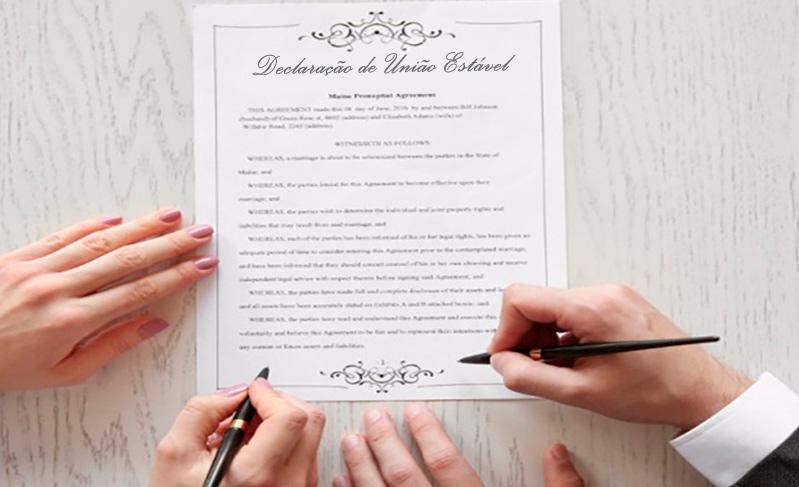 Declaração de União Estável
Maine Prenuptial Agreement
THIS AGREEMENT made this 08 day of June, 2016 by and between Bill Johnson
(husband) of Green Rose st, 4692 (address) and Elizabeth Adams (wife) of
Willstir Road, 2245 (address).
WITNESSETH AS FOLLOWS:
WHEREAS, a marriage is about to be solemnized between the parties in the State of
Maine; and
WHEREAS, the parties intend for this Agreement to become effective upon their
marriage; and
WHEREAS, the parties wish to determine the individual and joint property rights and
liabilities that may result from said marriage; and
WHEREAS, each of the parties has been informed of his or her legal rights, has been given an
adequate period of time to consider entering this Agreement prior to the contemplated marriage,
and have been informed that they should consult counsel of his or her own choosing and receive
independent legal advice with respect thereto before signing said Agreement; and
WHEREAS, the parties have made full and complete disclosure of their assets and
and all assets have been accurately stated on Exhibits A and B attached hereto; and
WHEREAS, the parties have read and understand this Agreement and execute this
voluntarily and believe this Agreement to be fair and to represent their intentions
any current or future assets and liabilities.
- 1 -